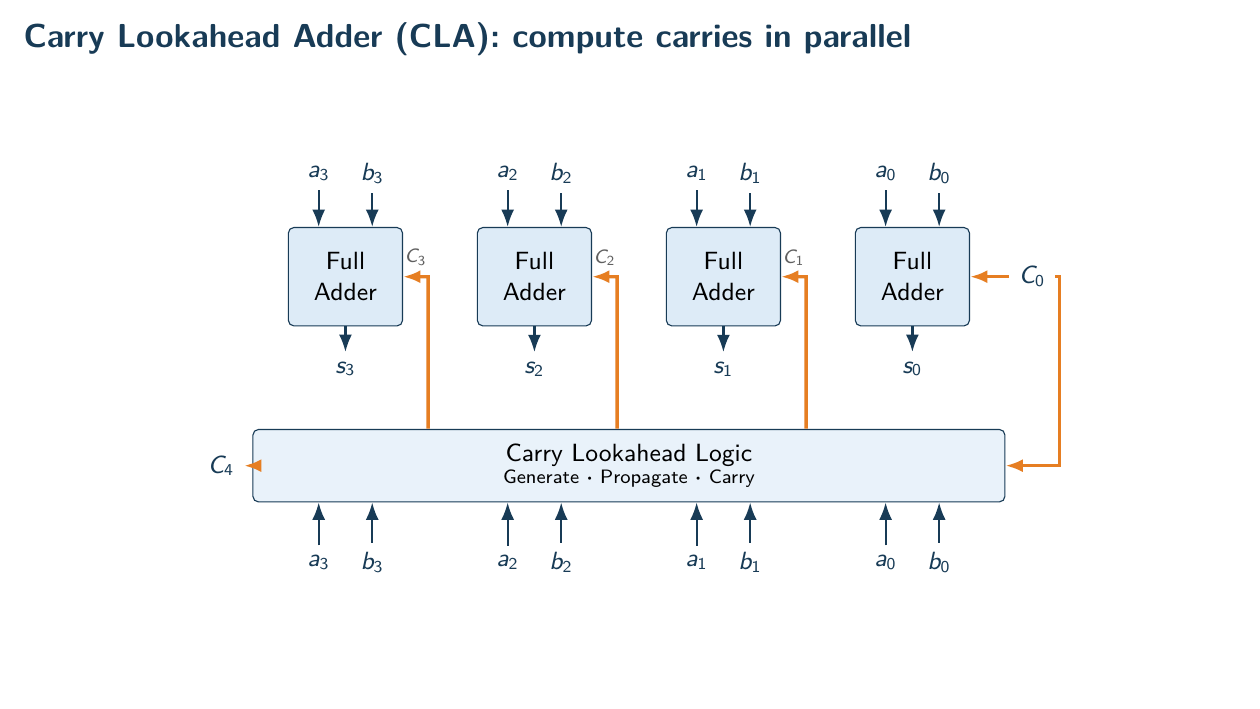 Carry Lookahead Adder (CLA): compute carries in parallel
a₃ b₃ a₂ b₂ a₁ b₁ a₀ b₀
C₃ C₂ C₁
Full Full Full Full
Adder Adder Adder Adder
C₀
s₃ s₂ s₁ s₀
Carry Lookahead Logic
C₄
Generate · Propagate · Carry
a₃ b₃ a₂ b₂ a₁ b₁ a₀ b₀